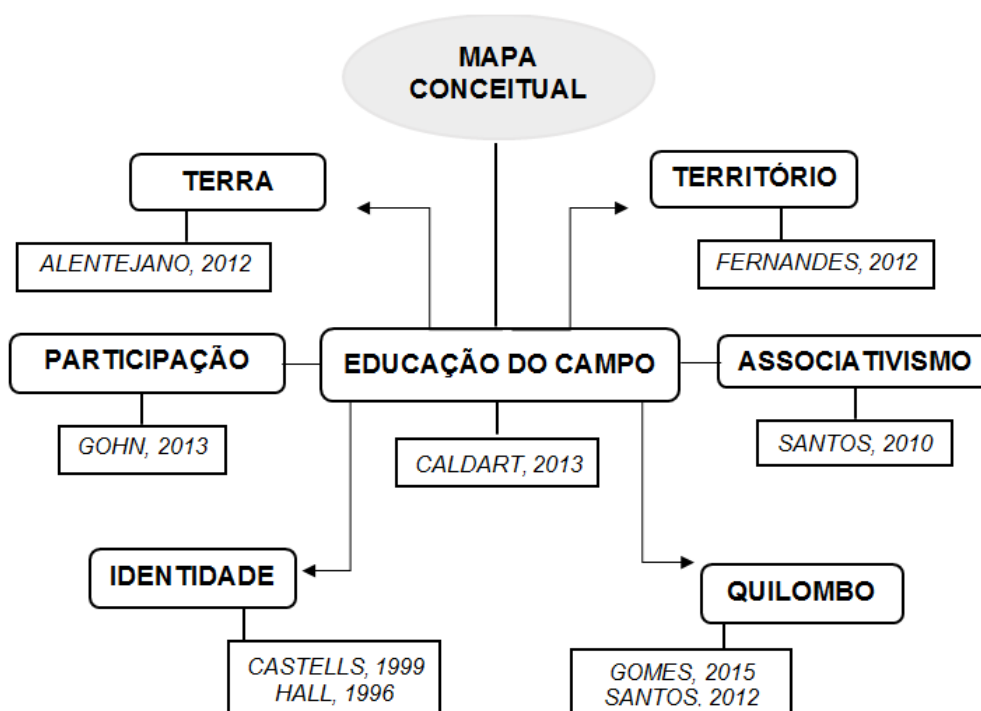 MAPA
CONCEITUAL
TERRA
TERRITÓRIO
ALENTEJANO, 2012
FERNANDES, 2012
PARTICIPAÇÃO
EDUCAÇÃO DO CAMPO
ASSOCIATIVISMO
GOHN, 2013
CALDART, 2013
SANTOS, 2010
IDENTIDADE
QUILOMBO
CASTELLS, 1999
HALL, 1996
GOMES, 2015
SANTOS, 2012